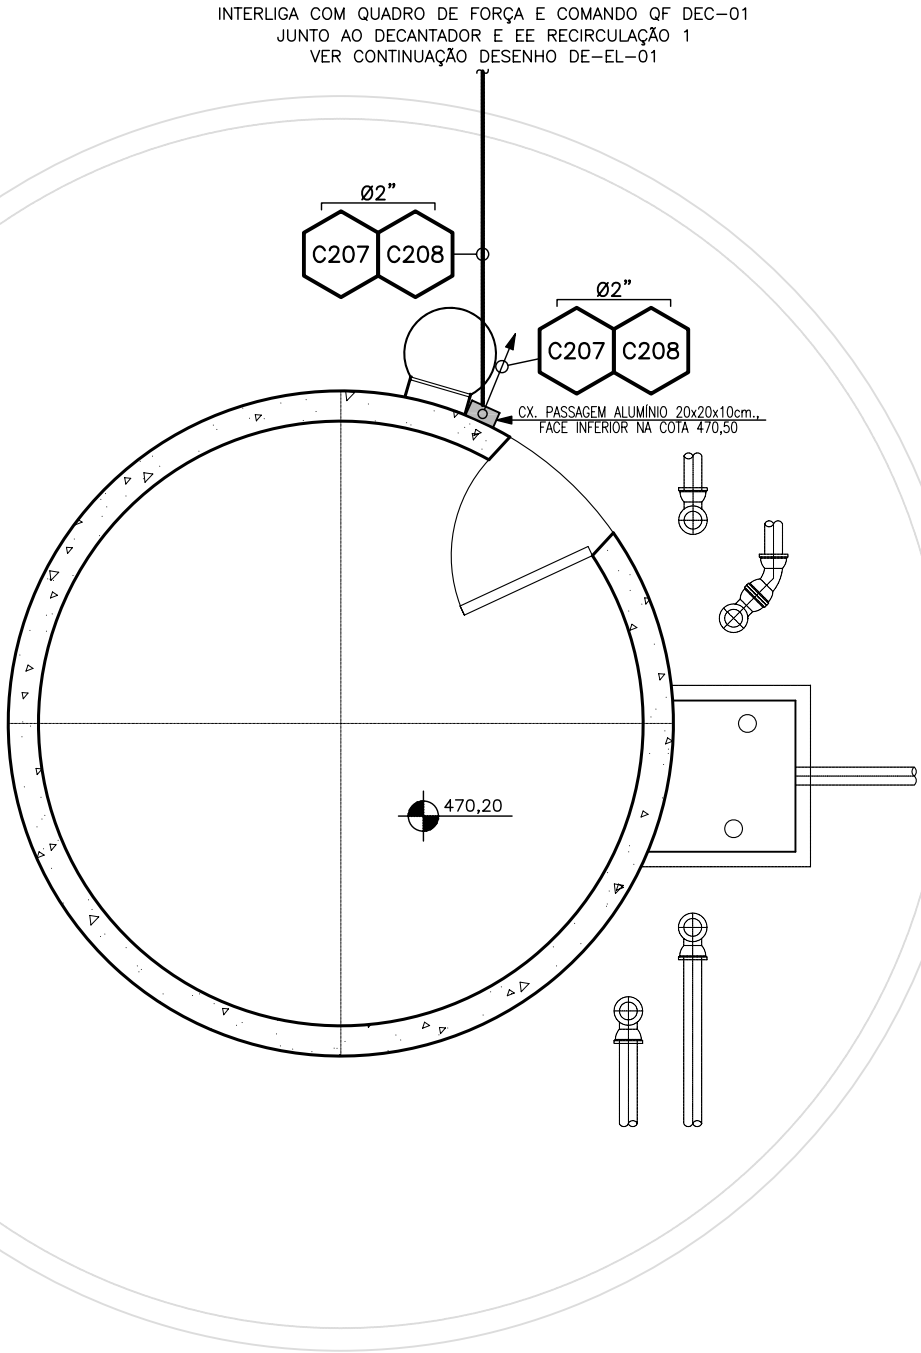 INTERLIGA COM QUADRO DE FORÇA E COMANDO QF DEC-01
JUNTO AO DECANTADOR E EE RECIRCULAÇÃO 1
VER CONTINUAÇÃO DESENHO DE-EL-01
Ø2"
C207 C208
Ø2"
C207 C208
CX. PASSAGEM ALUMÍNIO 20x20x10cm.,
FACE INFERIOR NA COTA 470,50
470,20